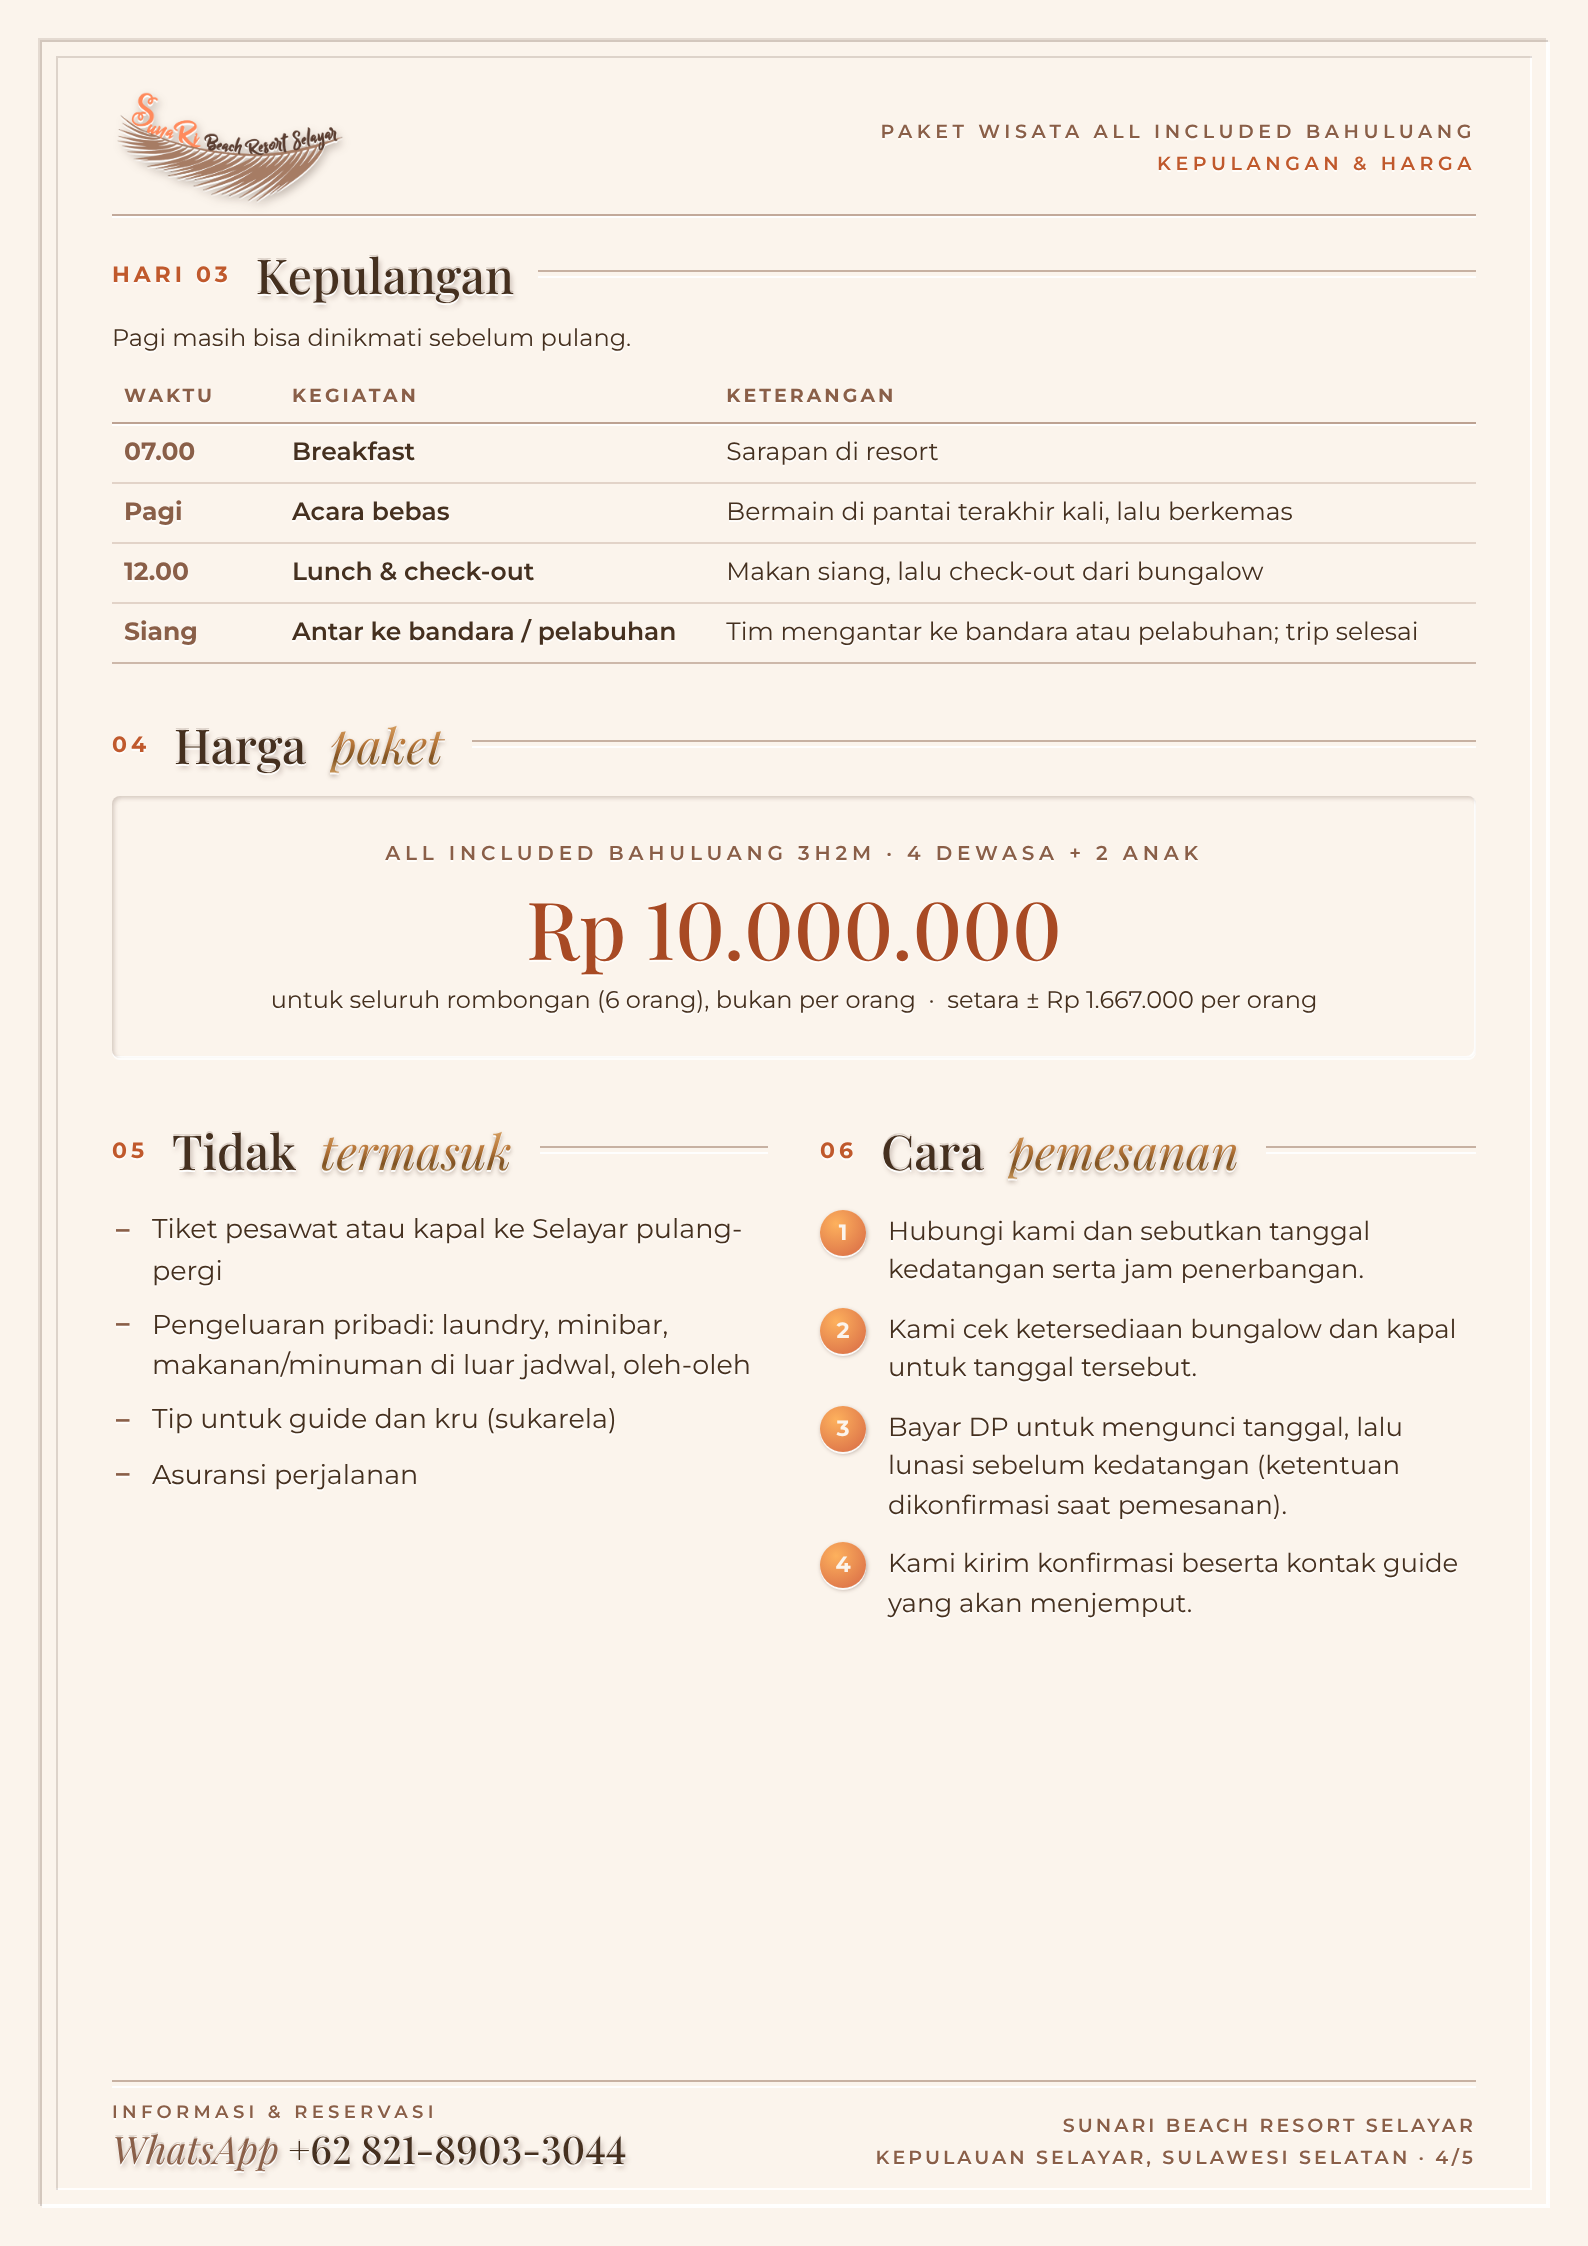 SunaRi Beach Resort Selayar
PAKET WISATA ALL INCLUDED BAHULUANG
KEPULANGAN & HARGA
HARI 03 Kepulangan
Pagi masih bisa dinikmati sebelum pulang.
WAKTU KEGIATAN KETERANGAN
07.00 Breakfast Sarapan di resort
Pagi Acara bebas Bermain di pantai terakhir kali, lalu berkemas
12.00 Lunch & check-out Makan siang, lalu check-out dari bungalow
Siang Antar ke bandara / pelabuhan Tim mengantar ke bandara atau pelabuhan; trip selesai
04 Harga paket
ALL INCLUDED BAHULUANG 3H2M · 4 DEWASA + 2 ANAK
Rp 10.000.000
untuk seluruh rombongan (6 orang), bukan per orang · setara ± Rp 1.667.000 per orang
05 Tidak termasuk
– Tiket pesawat atau kapal ke Selayar pulang-
pergi
– Pengeluaran pribadi: laundry, minibar,
makanan/minuman di luar jadwal, oleh-oleh
– Tip untuk guide dan kru (sukarela)
– Asuransi perjalanan
06 Cara pemesanan
1 Hubungi kami dan sebutkan tanggal
kedatangan serta jam penerbangan.
2 Kami cek ketersediaan bungalow dan kapal
untuk tanggal tersebut.
3 Bayar DP untuk mengunci tanggal, lalu
lunasi sebelum kedatangan (ketentuan
dikonfirmasi saat pemesanan).
4 Kami kirim konfirmasi beserta kontak guide
yang akan menjemput.
INFORMASI & RESERVASI
WhatsApp +62 821-8903-3044
SUNARI BEACH RESORT SELAYAR
KEPULAUAN SELAYAR, SULAWESI SELATAN · 4/5